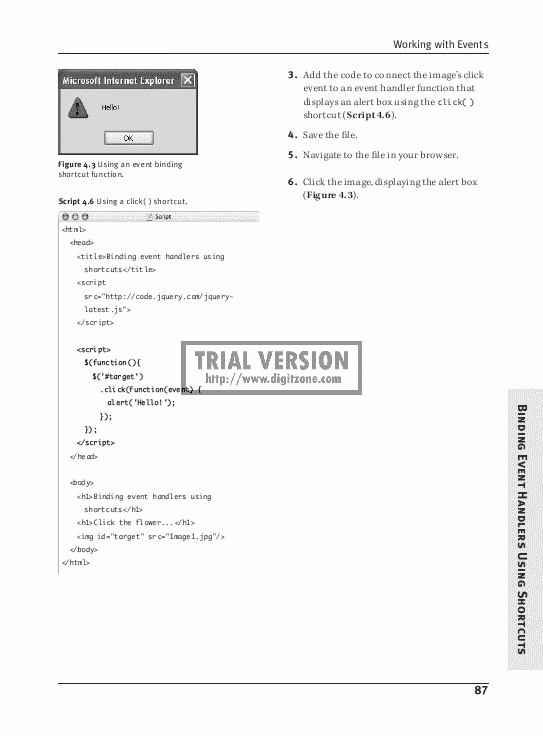 Working with Events
Microsoft Internet Explorer
Hello!
OK
Figure 4.3 Using an event binding
shortcut function.
Script 4.6 Using a click( ) shortcut.
Script
<html>
<head>
<title>Binding event handlers using
shortcuts</title>
<script
src="http://code.jquery.com/jquery-
latest.js">
</script>
<script>
$(function(){
$('#target')
.click(function(event) {
alert('Hello!');
});
});
</script>
</head>
<body>
<h1>Binding event handlers using
shortcuts</h1>
<h1>Click the flower...</h1>
<img id="target" src="Image1.jpg"/>
</body>
</html>
3. Add the code to connect the image's click
event to an event handler function that
displays an alert box using the click( )
shortcut (Script 4.6).
4. Save the file.
5. Navigate to the file in your browser.
6. Click the image, displaying the alert box
(Figure 4.3).
TRIAL VERSION
http://www.digitzone.com
Binding Event Handlers Using Shortcuts
87